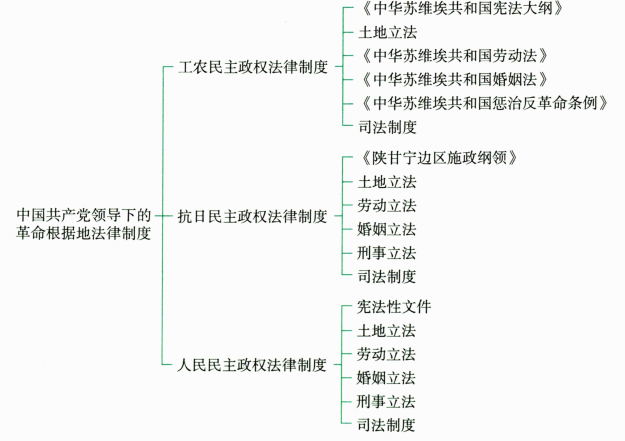 中国共产党领导下的
革命根据地法律制度
工农民主政权法律制度
《中华苏维埃共和国宪法大纲》
土地立法
《中华苏维埃共和国劳动法》
《中华苏维埃共和国婚姻法》
《中华苏维埃共和国惩治反革命条例》
司法制度
抗日民主政权法律制度
《陕甘宁边区施政纲领》
土地立法
劳动立法
婚姻立法
刑事立法
司法制度
人民民主政权法律制度
宪法性文件
土地立法
劳动立法
婚姻立法
刑事立法
司法制度